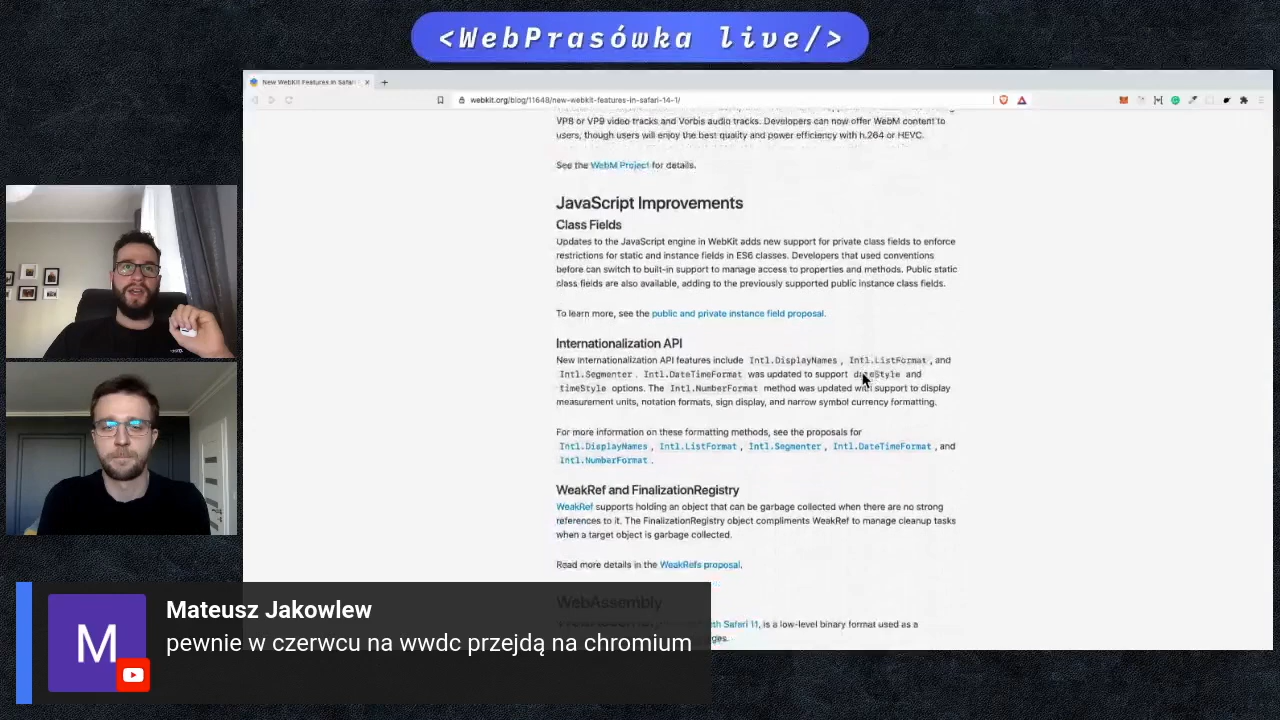 <WebPrasówka live/>
New WebKit Features in Safari
webkit.org/blog/11648/new-webkit-features-in-safari-14-1/
VP8 or VP9 video tracks and Vorbis audio tracks. Developers can now offer WebM content to
users, though users will enjoy the best quality and power efficiency with h.264 or HEVC.
See the WebM Project for details.
JavaScript Improvements
Class Fields
Updates to the JavaScript engine in WebKit adds new support for private class fields to enforce
restrictions for static and instance fields in ES6 classes. Developers that used conventions
before can switch to built-in support to manage access to properties and methods. Public static
class fields are also available, adding to the previously supported public instance class fields.
To learn more, see the public and private instance field proposal.
Internationalization API
New Internationalization API features include Intl.DisplayNames, Intl.ListFormat, and
Intl.Segmenter. Intl.DateTimeFormat was updated to support dateStyle and
timeStyle options. The Intl.NumberFormat method was updated with support to display
measurement units, notation formats, sign display, and narrow symbol currency formatting.
For more information on these formatting methods, see the proposals for
Intl.DisplayNames, Intl.ListFormat, Intl.Segmenter, Intl.DateTimeFormat, and
Intl.NumberFormat.
WeakRef and FinalizationRegistry
WeakRef supports holding an object that can be garbage collected when there are no strong
references to it. The FinalizationRegistry object compliments WeakRef to manage cleanup tasks
when a target object is garbage collected.
Read more details in the WeakRefs proposal.
WebAssembly
Safari 11, is a low-level binary format used as a
M
Mateusz Jakowlew
pewnie w czerwcu na wwdc przejdą na chromium